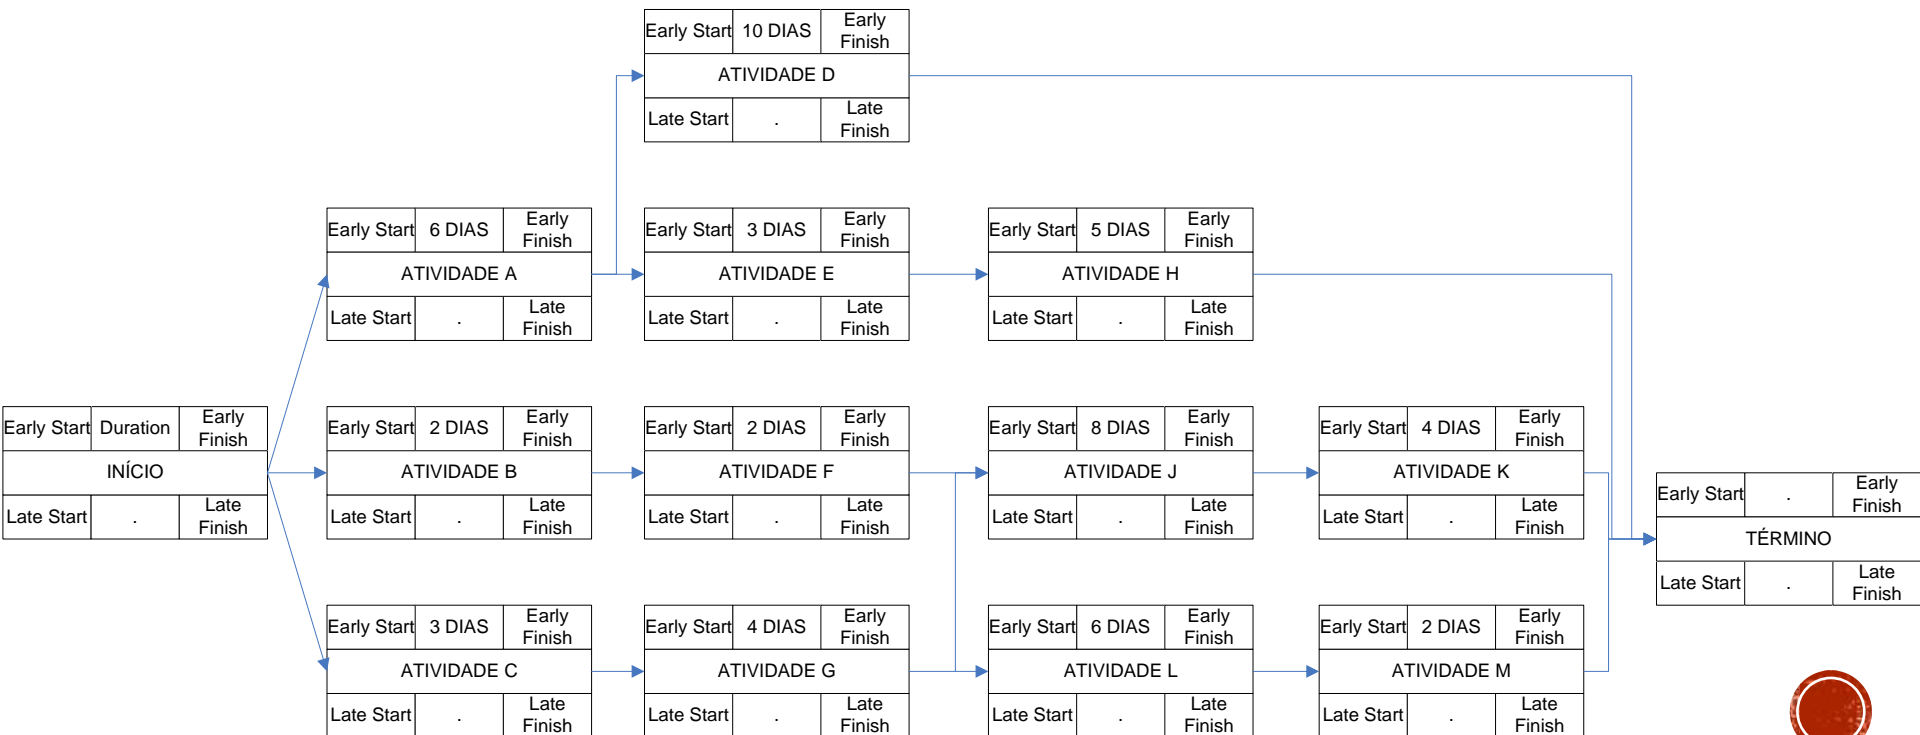 Early Start 10 DIAS Early
Finish
ATIVIDADE D
Late Start . Late
Finish
Early Start 6 DIAS Early
Finish
ATIVIDADE A
Late Start . Late
Finish
Early Start 3 DIAS Early
Finish
ATIVIDADE E
Late Start . Late
Finish
Early Start 5 DIAS Early
Finish
ATIVIDADE H
Late Start . Late
Finish
Early Start Duration Early
Finish
INÍCIO
Late Start . Late
Finish
Early Start 2 DIAS Early
Finish
ATIVIDADE B
Late Start . Late
Finish
Early Start 2 DIAS Early
Finish
ATIVIDADE F
Late Start . Late
Finish
Early Start 8 DIAS Early
Finish
ATIVIDADE J
Late Start . Late
Finish
Early Start 4 DIAS Early
Finish
ATIVIDADE K
Late Start . Late
Finish
Early Start . Early
Finish
TÉRMINO
Late Start . Late
Finish
Early Start 3 DIAS Early
Finish
ATIVIDADE C
Late Start . Late
Finish
Early Start 4 DIAS Early
Finish
ATIVIDADE G
Late Start . Late
Finish
Early Start 6 DIAS Early
Finish
ATIVIDADE L
Late Start . Late
Finish
Early Start 2 DIAS Early
Finish
ATIVIDADE M
Late Start . Late
Finish